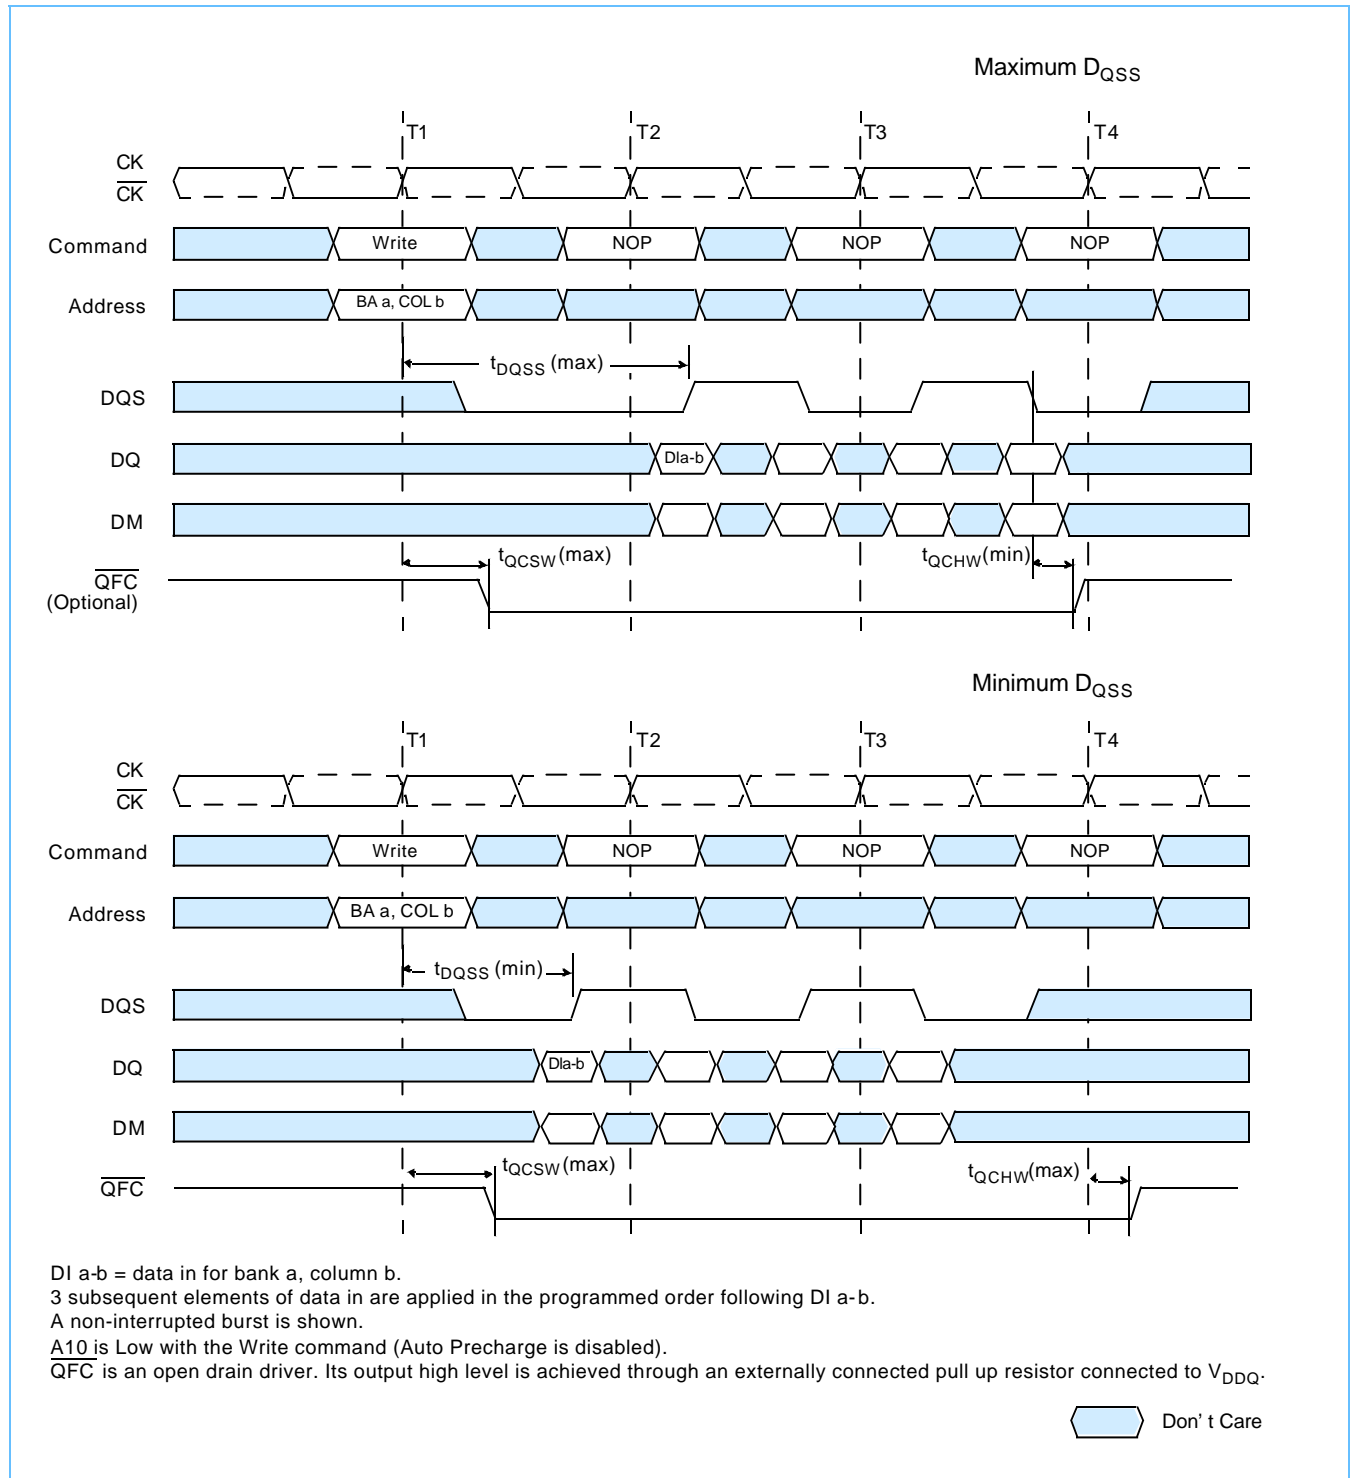 Maximum DQSS
T1 T2 T3 T4
CK
CK
Command Write NOP NOP NOP
Address BA a, COL b
tDQSS (max)
DQS
DQ DIa-b
DM
tQCSW(max) tQCHW(min)
QFC
(Optional)
Minimum DQSS
T1 T2 T3 T4
CK
CK
Command Write NOP NOP NOP
Address BA a, COL b
tDQSS (min)
DQS
DQ DIa-b
DM
tQCSW(max) tQCHW(max)
QFC
DI a-b = data in for bank a, column b.
3 subsequent elements of data in are applied in the programmed order following DI a-b.
A non-interrupted burst is shown.
A10 is Low with the Write command (Auto Precharge is disabled).
QFC is an open drain driver. Its output high level is achieved through an externally connected pull up resistor connected to VDDQ.
Don' t Care